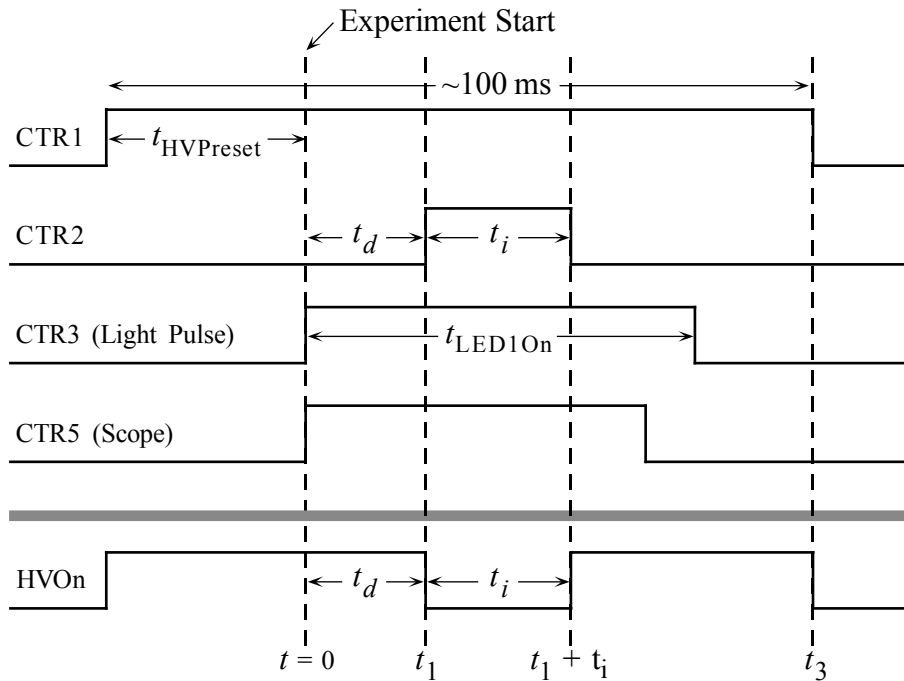 Experiment Start
~100 ms
CTR1
t_HVPreset
CTR2
t_d
t_i
CTR3 (Light Pulse)
t_LED1On
CTR5 (Scope)
HVOn
t_d
t_i
t = 0
t_1
t_1 + t_i
t_3